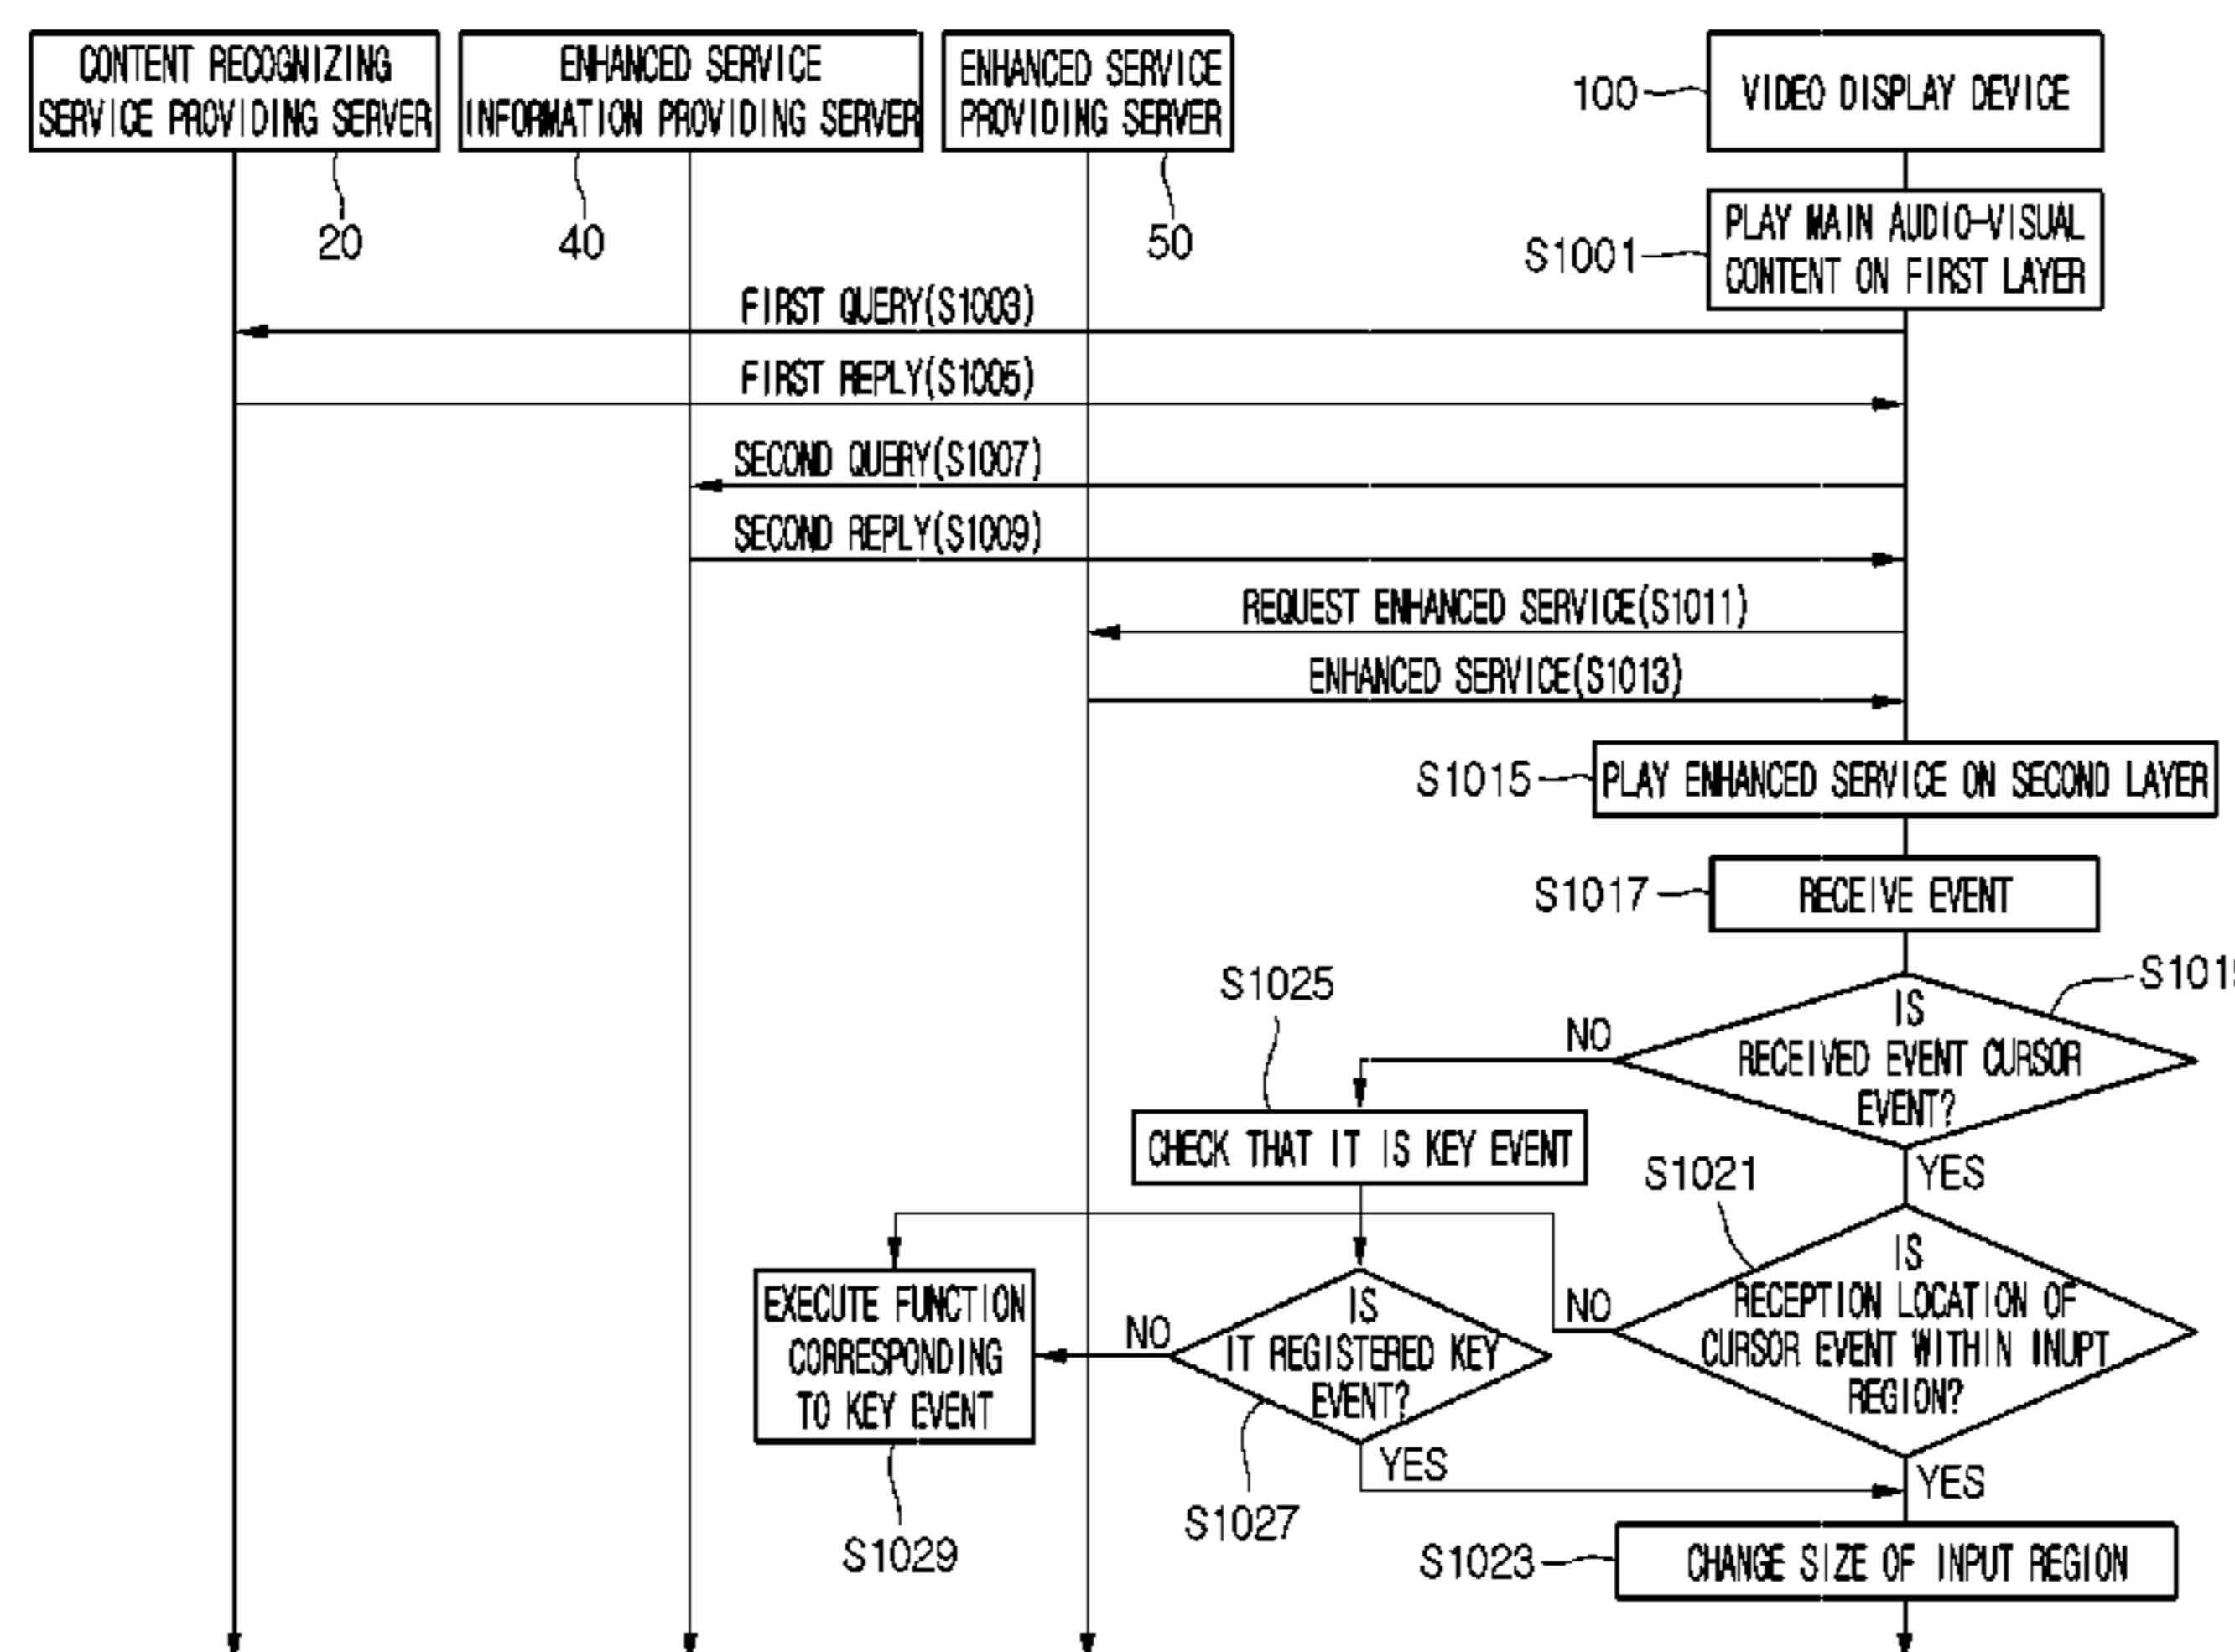 CONTENT RECOGNIZING
SERVICE PROVIDING SERVER
20
ENHANCED SERVICE
INFORMATION PROVIDING SERVER
40
ENHANCED SERVICE
PROVIDING SERVER
50
100
VIDEO DISPLAY DEVICE
S1001
PLAY MAIN AUDIO-VISUAL
CONTENT ON FIRST LAYER
FIRST QUERY(S1003)
FIRST REPLY(S1005)
SECOND QUERY(S1007)
SECOND REPLY(S1009)
REQUEST ENHANCED SERVICE(S1011)
ENHANCED SERVICE(S1013)
S1015
PLAY ENHANCED SERVICE ON SECOND LAYER
S1017
RECEIVE EVENT
IS
RECEIVED EVENT CURSOR
EVENT?
NO
YES
S1025
CHECK THAT IT IS KEY EVENT
S1021
IS
RECEPTION LOCATION OF
CURSOR EVENT WITHIN INUPT
REGION?
NO
YES
IS
IT REGISTERED KEY
EVENT?
NO
YES
S1027
EXECUTE FUNCTION
CORRESPONDING
TO KEY EVENT
S1029
S1023
CHANGE SIZE OF INPUT REGION